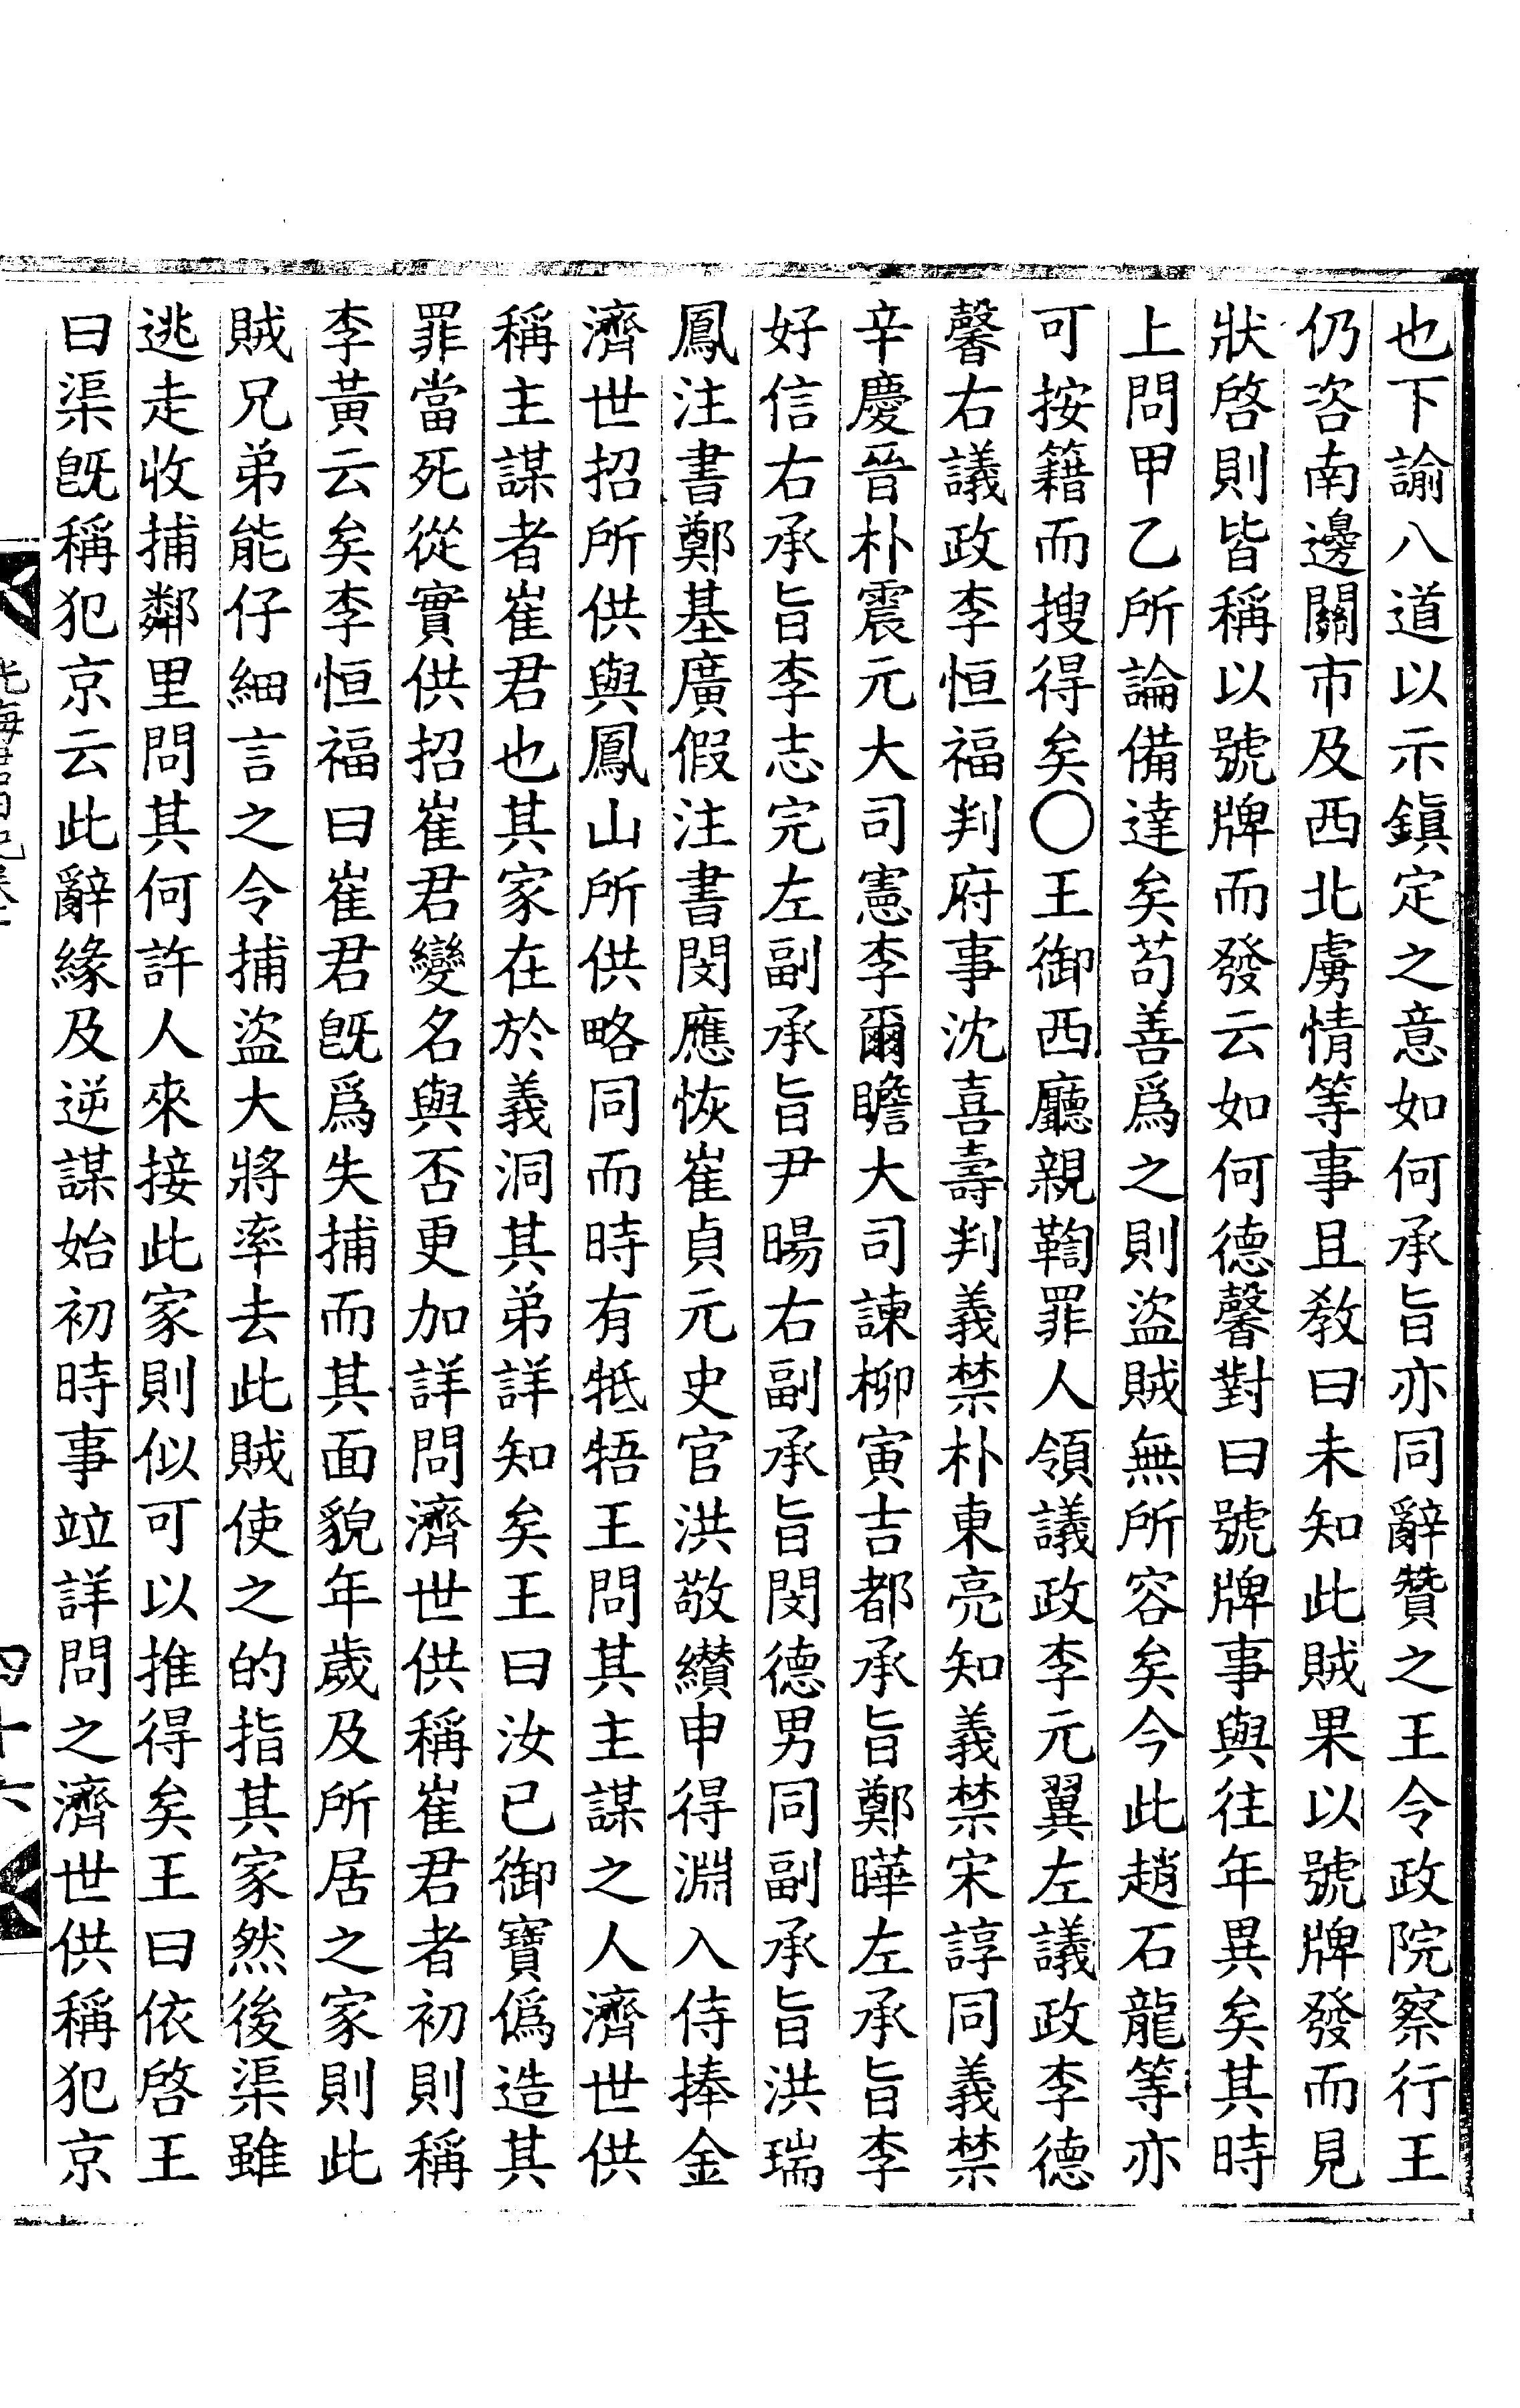 也下諭八道以示鎭定之意如何承旨亦同辭贊之王令政院察行王
仍咨南邊關市及西北虜情等事且敎曰未知此賊果以號牌發而見
狀啓則皆稱以號牌而發云如何德馨對曰號牌事與往年異矣其時
上問甲乙所論備達矣苟善爲之則盜賊無所容矣今此趙石龍等亦
可按籍而搜得矣〇王御西廳親鞫罪人領議政李元翼左議政李德
馨右議政李恒福判府事沈喜壽判義禁朴東亮知義禁宋諄同義禁
辛慶晉朴震元大司憲李爾瞻大司諫柳寅吉都承旨鄭曄左承旨李
好信右承旨李志完左副承旨尹暘右副承旨閔德男同副承旨洪瑞
鳳注書鄭基廣假注書閔應恢崔貞元史官洪敬纘申得淵入侍捧金
濟世招所供與鳳山所供略同而時有牴牾王問其主謀之人濟世供
稱主謀者崔君也其家在於義洞其弟詳知矣王曰汝已御寶僞造其
罪當死從實供招崔君變名與否更加詳問濟世供稱崔君者初則稱
李黃云矣李恒福曰崔君旣爲失捕而其面貌年歲及所居之家則此
賊兄弟能仔細言之令捕盜大將率去此賊使之的指其家然後渠雖
逃走收捕鄰里問其何許人來接此家則似可以推得矣王曰依啓王
曰渠旣稱犯京云此辭緣及逆謀始初時事竝詳問之濟世供稱犯京